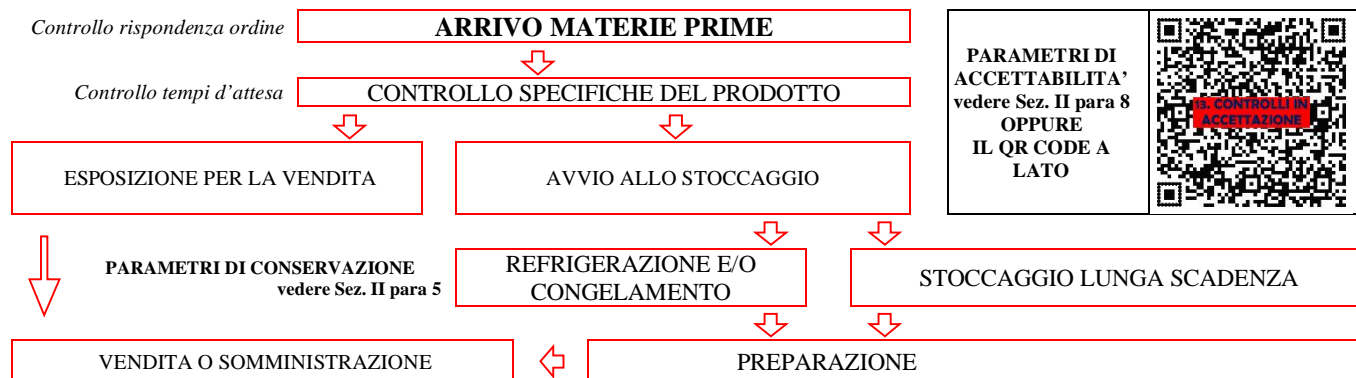 Controllo rispondenza ordine
ARRIVO MATERIE PRIME
Controllo tempi d'attesa
CONTROLLO SPECIFICHE DEL PRODOTTO
PARAMETRI DI
ACCETTABILITA'
vedere Sez. II para 8
OPPURE
IL QR CODE A
LATO
13. CONTROLLI IN
ACCETTAZIONE
ESPOSIZIONE PER LA VENDITA
AVVIO ALLO STOCCAGGIO
PARAMETRI DI CONSERVAZIONE
vedere Sez. II para 5
REFRIGERAZIONE E/O
CONGELAMENTO
STOCCAGGIO LUNGA SCADENZA
VENDITA O SOMMINISTRAZIONE
PREPARAZIONE